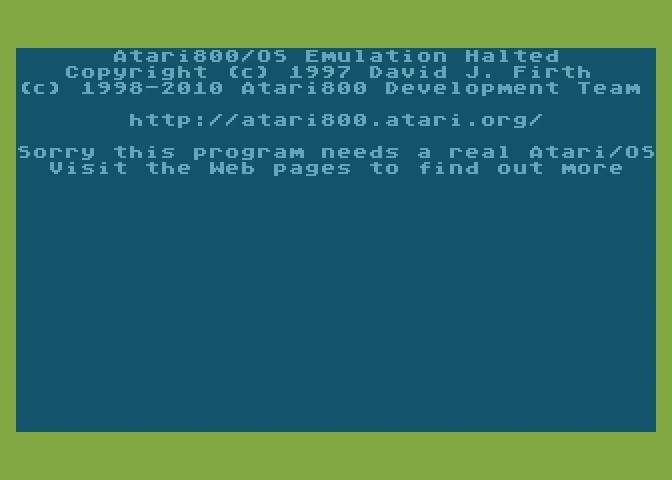 Atari800/OS Emulation Halted
Copyright (c) 1997 David J. Firth
(c) 1998-2010 Atari800 Development Team
http://atari800.atari.org/
Sorry this program needs a real Atari/OS
Visit the Web pages to find out more